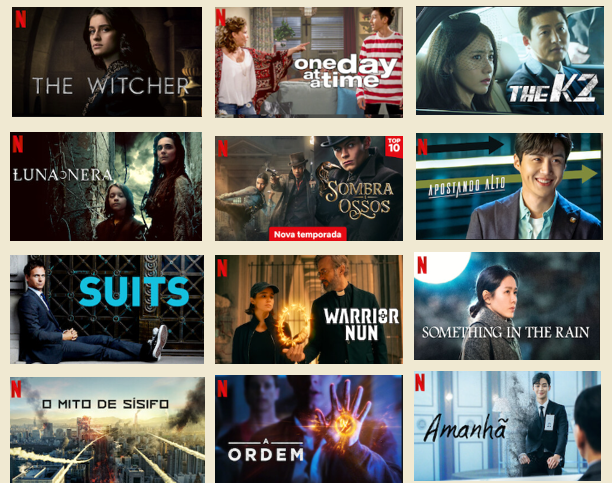 N
THE WITCHER
N
one day
at a
a time
THE K2
N
LUNA NERA
N
TOP
10
SOMBRA
E
OSSOS
Nova temporada
N
APOSTANDO ALTO
SUITS
N
WARRIOR
NUN
N
SOMETHING IN THE RAIN
N
O MITO DE SÍSIFO
N
A
ORDEM
N
Amanhã